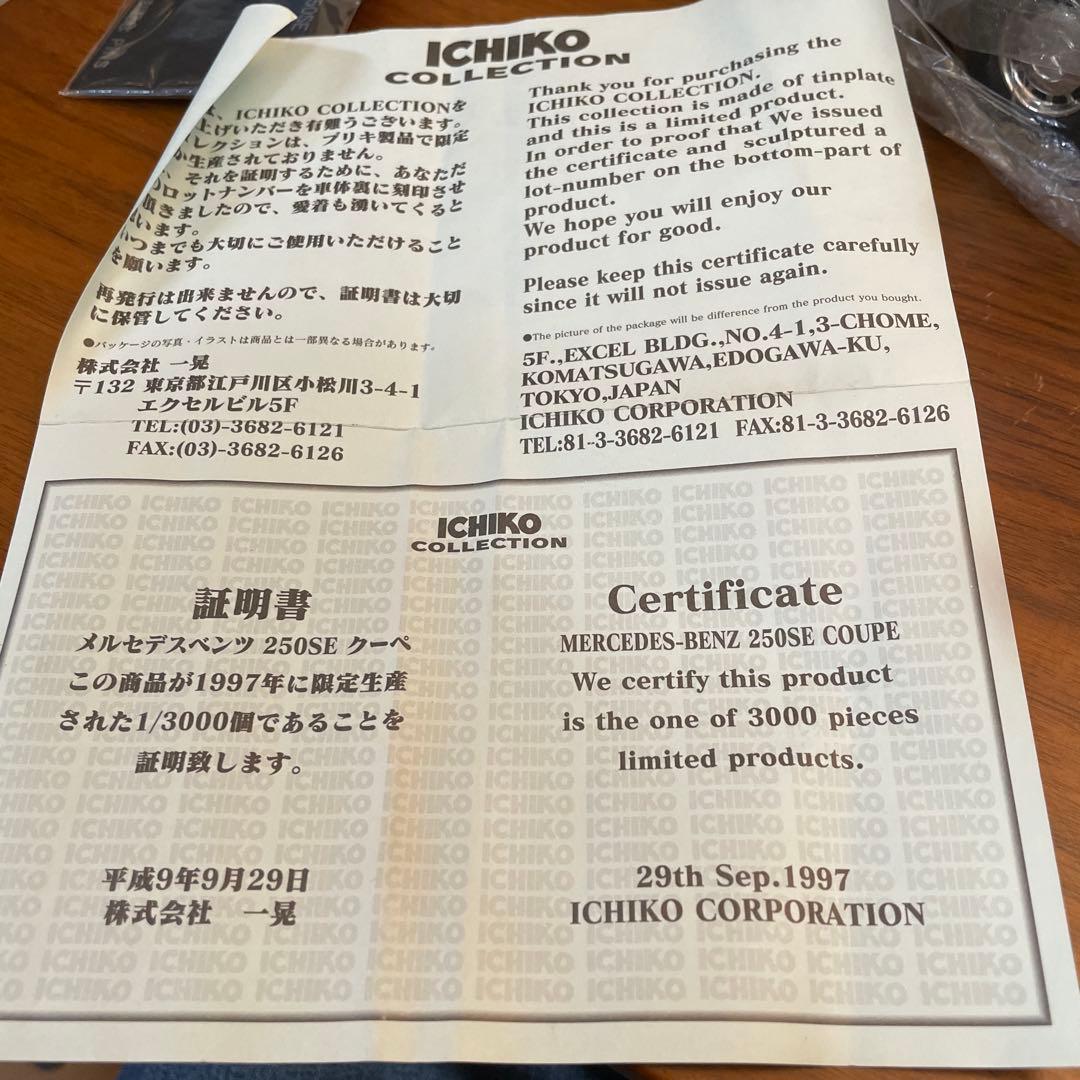 ICHIKO
COLLECTION
、ICHIKO COLLECTIONを
上げいただき有難うございます。
レクションは、ブリキ製品で限定
か生産されておりません。
、それを証明するために、あなただ
のロットナンバーを車体裏に刻印させ
頂きましたので、愛着も湧いてくると
います。
いつまでも大切にご使用いただけること
を願います。
再発行は出来ませんので、証明書は大切
に保管してください。
●パッケージの写真・イラストは商品とは一部異なる場合があります。
株式会社 一晃
〒132 東京都江戸川区小松川3-4-1
エクセルビル5F
TEL:(03)-3682-6121
FAX:(03)-3682-6126
Thank you for purchasing the
ICHIKO COLLECTION.
This collection is made of tinplate
and this is a limited product.
In order to proof that We issued
the certificate and sculptured a
lot-number on the bottom-part of
product.
We hope you will enjoy our
product for good.
Please keep this certificate carefully
since it will not issue again.
●The picture of the package will be difference from the product you bought.
5F.,EXCEL BLDG.,NO.4-1,3-CHOME,
KOMATSUGAWA,EDOGAWA-KU,
TOKYO,JAPAN
ICHIKO CORPORATION
TEL:81-3-3682-6121 FAX:81-3-3682-6126
ICHIKO
COLLECTION
証明書
メルセデスベンツ 250SE クーペ
この商品が1997年に限定生産
された1/3000個であることを
証明致します。
平成9年9月29日
株式会社 一晃
Certificate
MERCEDES-BENZ 250SE COUPE
We certify this product
is the one of 3000 pieces
limited products.
29th Sep.1997
ICHIKO CORPORATION